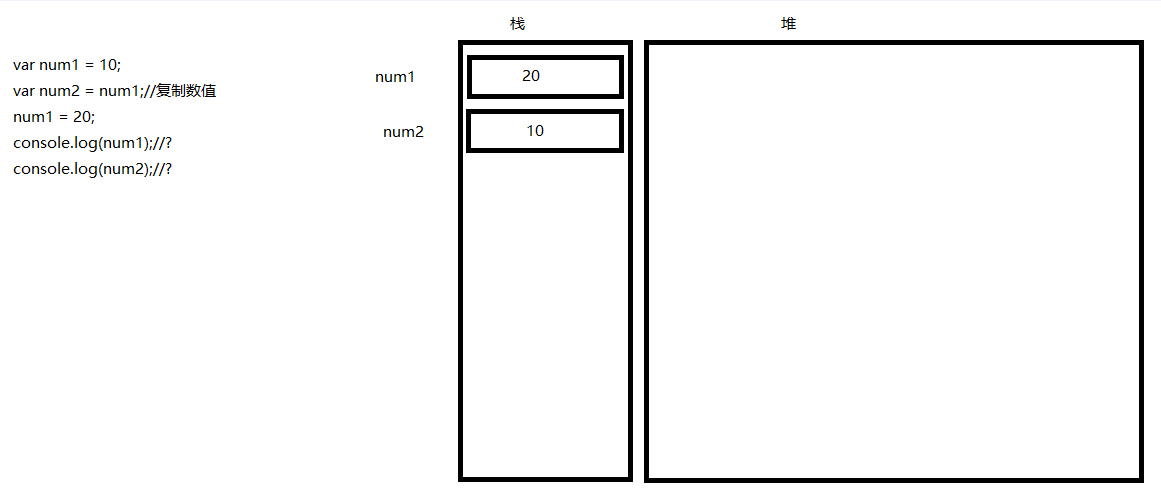 栈
堆
var num1 = 10;
var num2 = num1;//复制数值
num1 = 20;
console.log(num1);//?
console.log(num2);//?
num1
20
num2
10